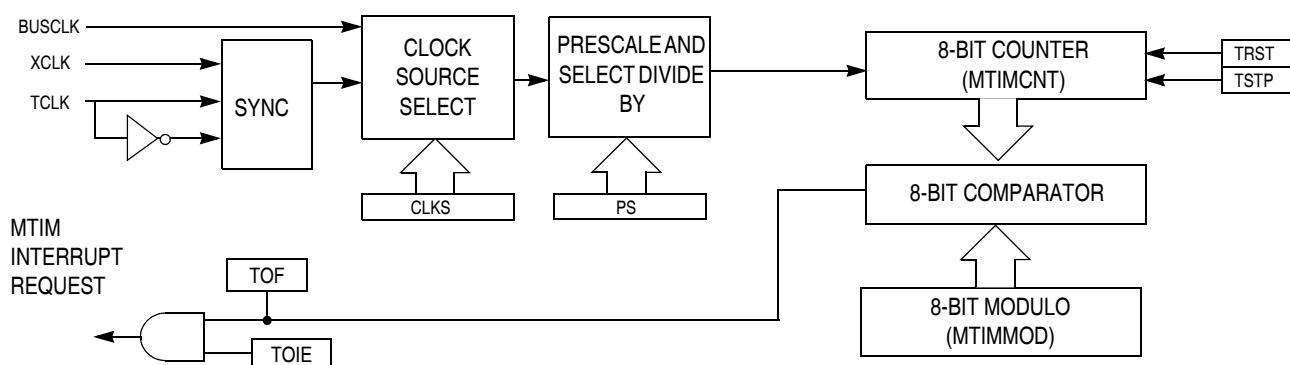 BUSCLK
XCLK
TCLK
SYNC
CLOCK
SOURCE
SELECT
PRESCALE AND
SELECT DIVIDE
BY
8-BIT COUNTER
(MTIMCNT)
TRST
TSTP
CLKS
PS
8-BIT COMPARATOR
MTIM
INTERRUPT
REQUEST
TOF
TOIE
8-BIT MODULO
(MTIMMOD)